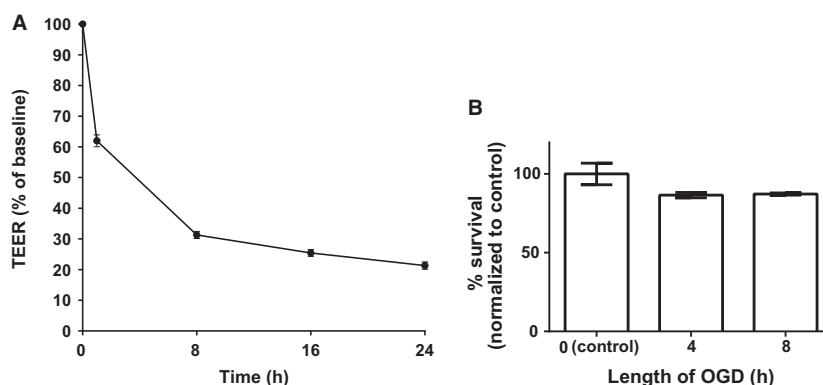 A
TEER (% of baseline)
100
90
80
70
60
50
40
30
20
10
0
0 8 16 24
Time (h)
B
% survival
(normalized to control)
100
50
0
0 (control) 4 8
Length of OGD (h)